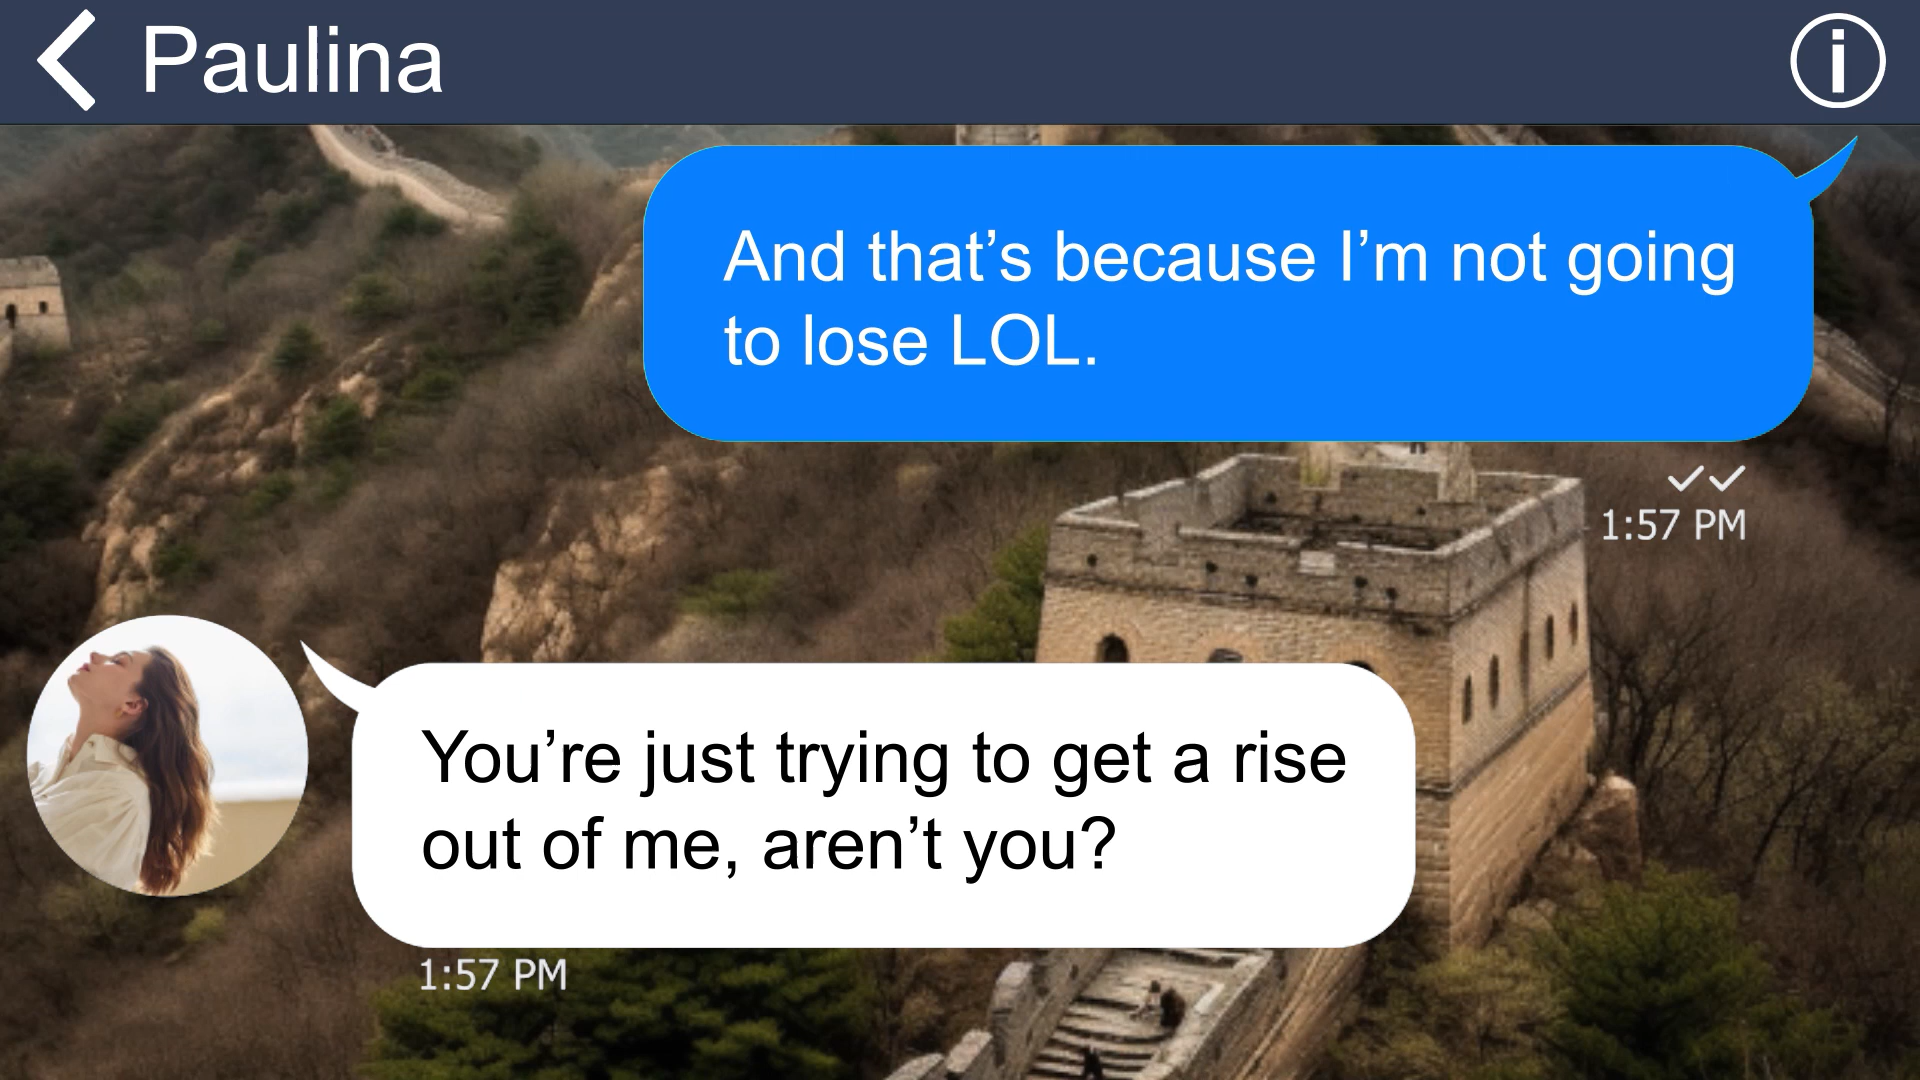 Paulina
And that’s because I’m not going
to lose LOL.
1:57 PM
You’re just trying to get a rise
out of me, aren’t you?
1:57 PM